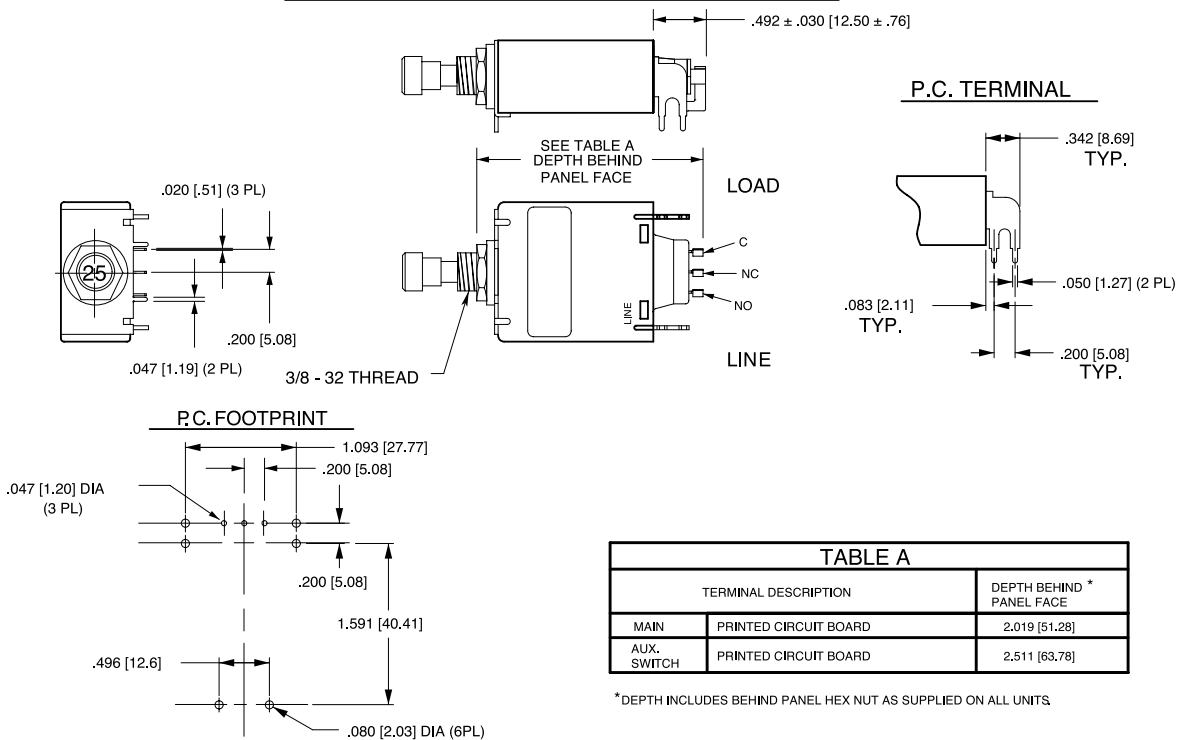 .492 ± .030 [12.50 ± .76]
P.C. TERMINAL
.342 [8.69]
TYP.
SEE TABLE A
DEPTH BEHIND
PANEL FACE
LOAD
.020 [.51] (3 PL)
C
NC
NO
25
LINE
.050 [1.27] (2 PL)
.083 [2.11]
TYP.
.200 [5.08]
.047 [1.19] (2 PL)
3/8 - 32 THREAD
LINE
.200 [5.08]
TYP.
P.C. FOOTPRINT
1.093 [27.77]
.200 [5.08]
.047 [1.20] DIA
(3 PL)
.200 [5.08]
1.591 [40.41]
.496 [12.6]
.080 [2.03] DIA (6PL)
TABLE A
TERMINAL DESCRIPTION
DEPTH BEHIND *
PANEL FACE
MAIN PRINTED CIRCUIT BOARD 2.019 [51.28]
AUX.
SWITCH PRINTED CIRCUIT BOARD 2.511 [63.78]
*DEPTH INCLUDES BEHIND PANEL HEX NUT AS SUPPLIED ON ALL UNITS.